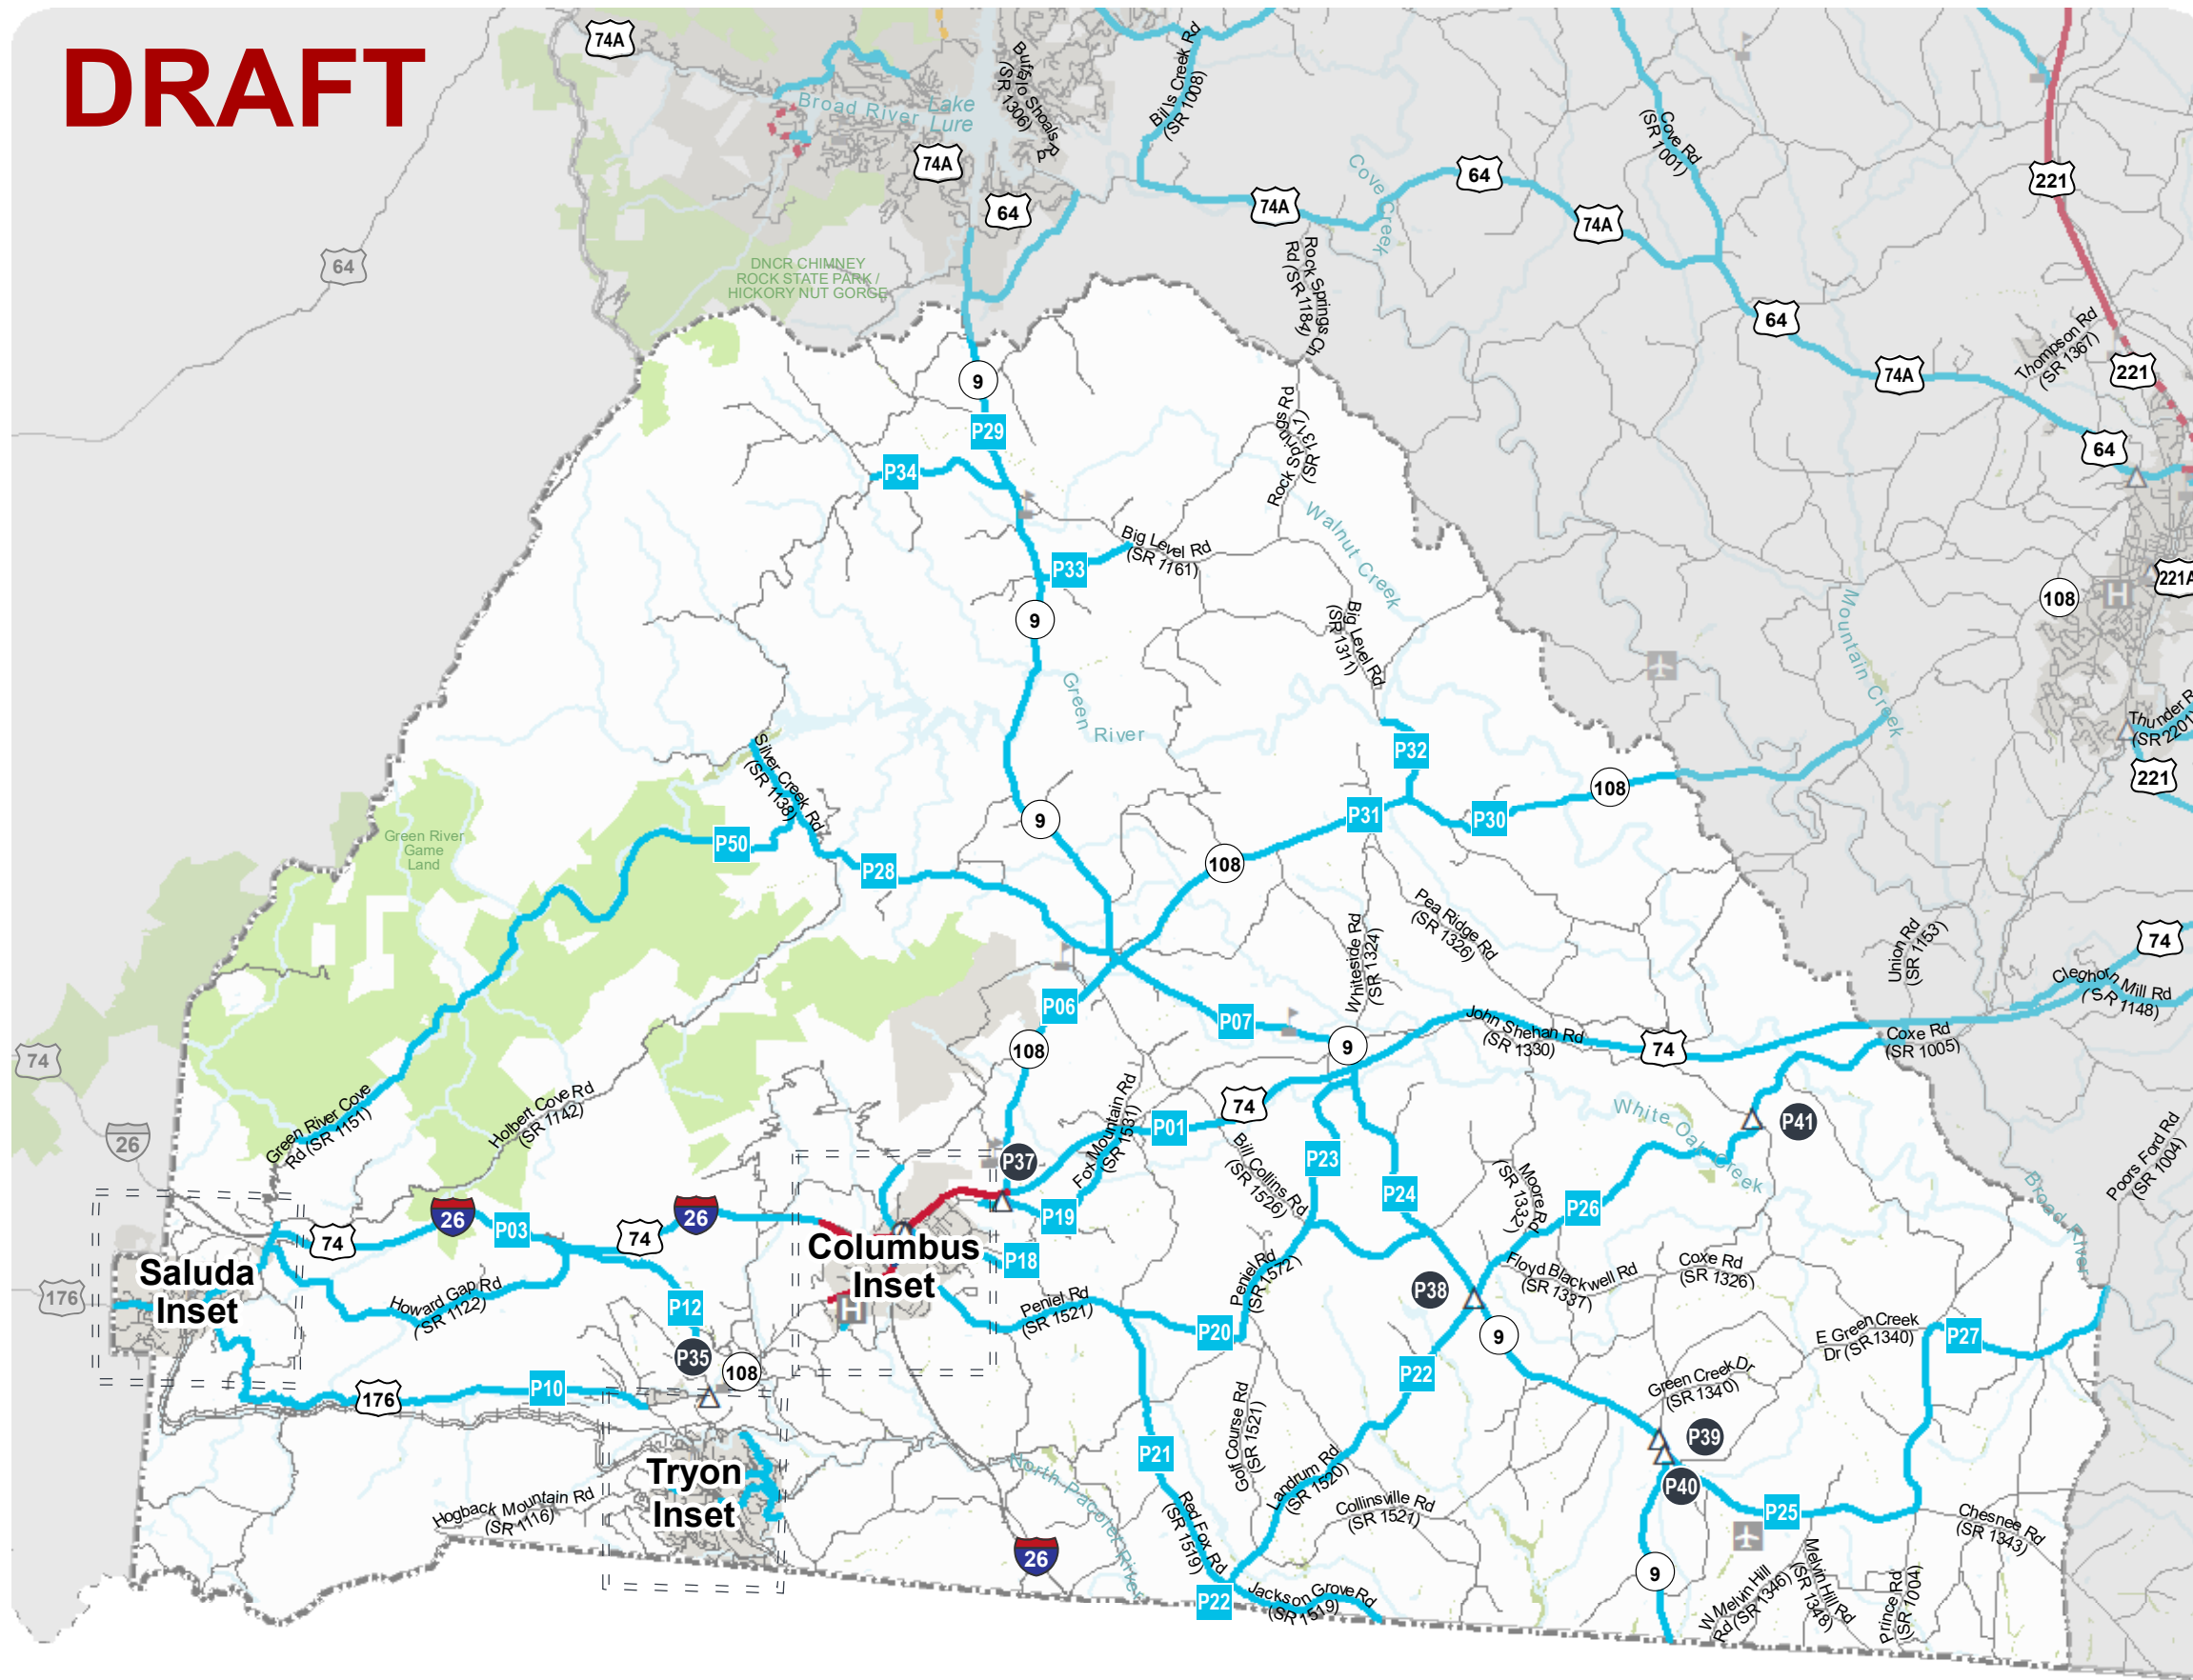 DRAFT
74A
Buffalo Shoals Rd
(SR 1306)
Bills Creek Rd
(SR 1008)
Broad River
Lake
Lure
74A
64
Cove Creek
74A
64
Cove Rd
(SR 1001)
74A
221
64
DNCR CHIMNEY
ROCK STATE PARK /
HICKORY NUT GORGE
Rock Springs Ch
Rd (SR 1184)
64
Thompson Rd
(SR 1367)
74A
221
9
P29
Rock Springs Rd
(SR 1317)
64
P34
Walnut Creek
Big Level Rd
(SR 1161)
P33
9
221A
H
108
Mountain Creek
Big Level Rd
(SR 1311)
Green River
Thunder R
(SR 2201)
221
P32
Silver Creek Rd
(SR 1138)
108
P31
P30
9
Green River
Game
Land
P50
P28
108
Pea Ridge Rd
(SR 1326)
Whiteside Rd
(SR 1324)
Union Rd
(SR 1153)
74
Cleghorn Mill Rd
(SR 1148)
P06
P07
108
9
John Shehan Rd
(SR 1330)
74
Coxe Rd
(SR 1005)
74
26
Green River Cove
Rd (SR 1151)
Holbert Cove Rd
(SR 1142)
Fox Mountain Rd
(SR 1531)
74
P01
White Oak Creek
P41
Poors Ford Rd
(SR 1004)
P37
Bill Collins Rd
(SR 1526)
P23
P24
Moore Rd
(SR 1332)
P26
Broad River
26
P03
74
74
26
P19
P18
Columbus
Inset
H
Saluda
Inset
176
Howard Gap Rd
(SR 1122)
P12
P35
108
Peniel Rd
(SR 1521)
Peniel Rd
(SR 1572)
P20
P38
Floyd Blackwell Rd
(SR 1337)
Coxe Rd
(SR 1326)
9
E Green Creek
Dr (SR 1340)
P27
176
P10
P22
Green Creek Dr
(SR 1340)
P39
P40
P21
Golf Course Rd
(SR 1521)
Landrum Rd
(SR 1520)
Collinsville Rd
(SR 1521)
P25
Chesnee Rd
(SR 1343)
Tryon
Inset
Hogback Mountain Rd
(SR 1116)
North Pacolet River
26
Red Fox Rd
(SR 1519)
P22
Jackson Grove Rd
(SR 1519)
9
W Melvin Hill
Rd (SR 1346)
Melvin Hill Rd
(SR 1348)
Prince Rd
(SR 1004)